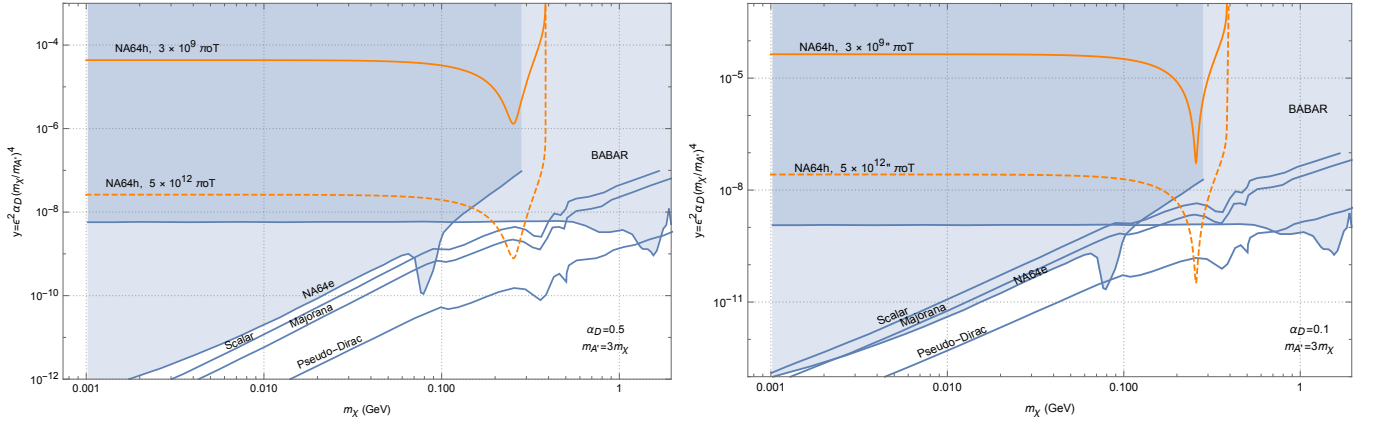 NA64h, 3 × 10⁹ πoT
NA64h, 5 × 10¹² πoT
BABAR
NA64e
Scalar
Majorana
Pseudo-Dirac
α_D=0.5
m_A'=3m_χ
10⁻⁴
10⁻⁶
10⁻⁸
10⁻¹⁰
10⁻¹²
y=ϵ² α_D(m_χ/m_A')⁴
0.001
0.010
0.100
1
m_χ (GeV)
NA64h, 3 × 10⁹" πoT
NA64h, 5 × 10¹²" πoT
BABAR
NA64e
Scalar
Majorana
Pseudo-Dirac
α_D=0.1
m_A'=3m_χ
10⁻⁵
10⁻⁸
10⁻¹¹
y=ϵ² α_D(m_χ/m_A')⁴
0.001
0.010
0.100
1
m_χ (GeV)